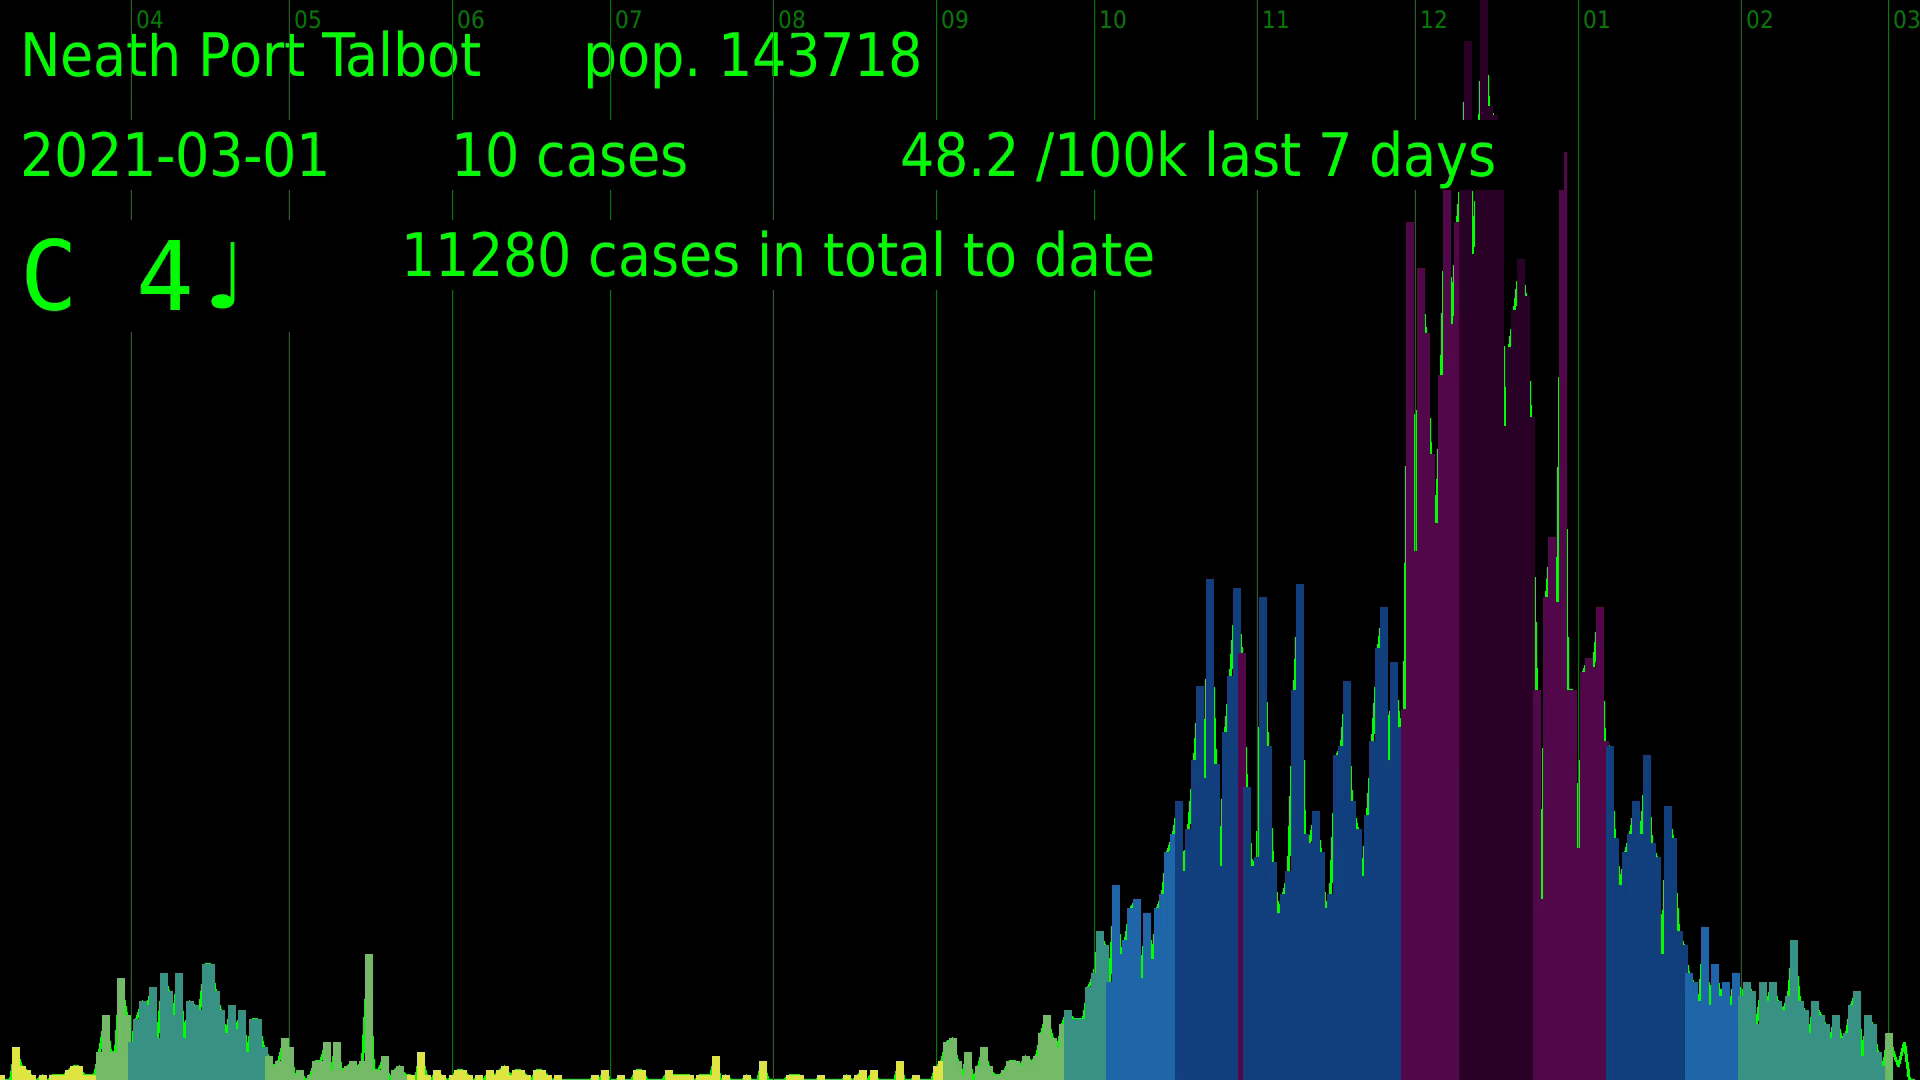 04 05 06 07 08 09 10 11 12 01 02 03
Neath Port Talbot pop. 143718
2021-03-01 10 cases 48.2 /100k last 7 days
C 4♩ 11280 cases in total to date